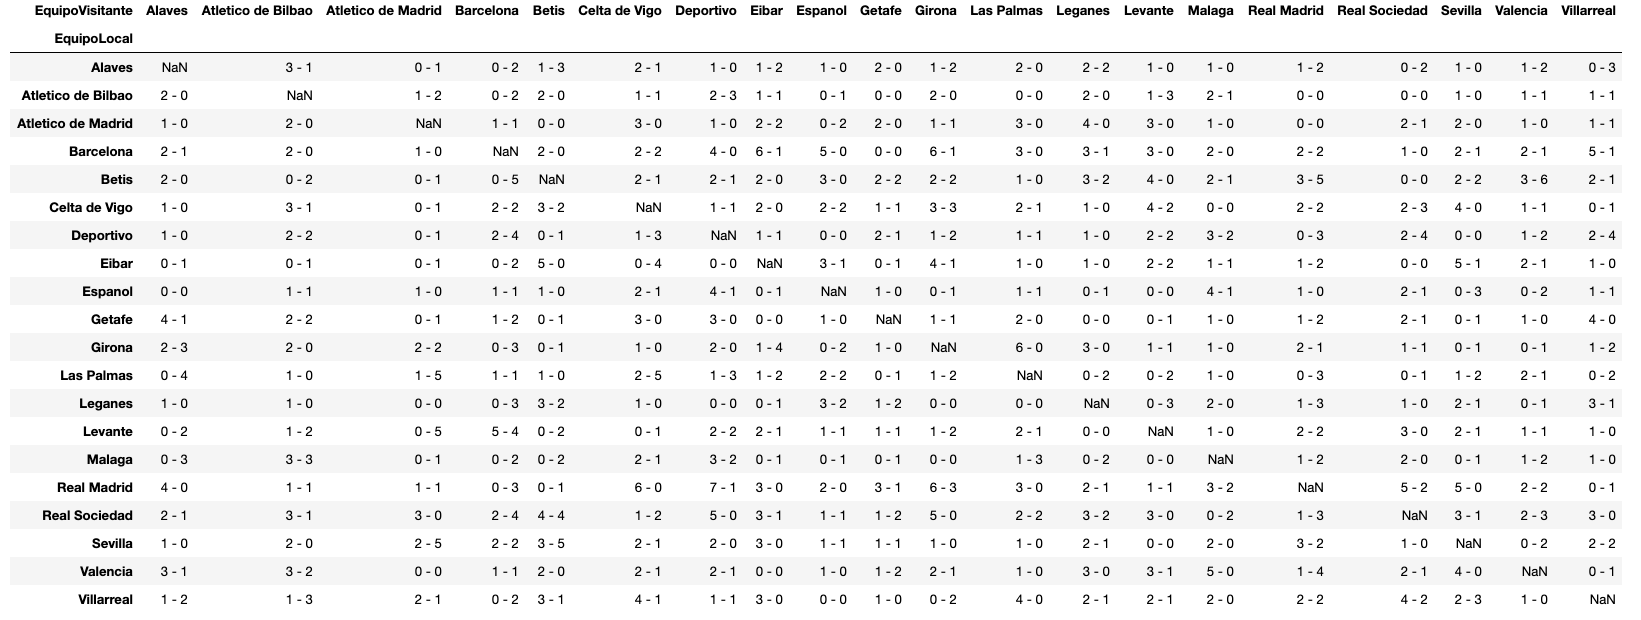 EquipoVisitante Alaves Atletico de Bilbao Atletico de Madrid Barcelona Betis Celta de Vigo Deportivo Eibar Espanol Getafe Girona Las Palmas Leganes Levante Malaga Real Madrid Real Sociedad Sevilla Valencia Villarreal
EquipoLocal
Alaves NaN 3 - 1 0 - 1 0 - 2 1 - 3 2 - 1 1 - 0 1 - 2 1 - 0 2 - 0 1 - 2 2 - 0 2 - 2 1 - 0 1 - 0 1 - 2 0 - 2 1 - 0 1 - 2 0 - 3
Atletico de Bilbao 2 - 0 NaN 1 - 2 0 - 2 2 - 0 1 - 1 2 - 3 1 - 1 0 - 1 0 - 0 2 - 0 0 - 0 2 - 0 1 - 3 2 - 1 0 - 0 0 - 0 1 - 0 1 - 1 1 - 1
Atletico de Madrid 1 - 0 2 - 0 NaN 1 - 1 0 - 0 3 - 0 1 - 0 2 - 2 0 - 2 2 - 0 1 - 1 3 - 0 4 - 0 3 - 0 1 - 0 0 - 0 2 - 1 2 - 0 1 - 0 1 - 1
Barcelona 2 - 1 2 - 0 1 - 0 NaN 2 - 0 2 - 2 4 - 0 6 - 1 5 - 0 0 - 0 6 - 1 3 - 0 3 - 1 3 - 0 2 - 0 2 - 2 1 - 0 2 - 1 2 - 1 5 - 1
Betis 2 - 0 0 - 2 0 - 1 0 - 5 NaN 2 - 1 2 - 1 2 - 0 3 - 0 2 - 2 2 - 2 1 - 0 3 - 2 4 - 0 2 - 1 3 - 5 0 - 0 2 - 2 3 - 6 2 - 1
Celta de Vigo 1 - 0 3 - 1 0 - 1 2 - 2 3 - 2 NaN 1 - 1 2 - 0 2 - 2 1 - 1 3 - 3 2 - 1 1 - 0 4 - 2 0 - 0 2 - 2 2 - 3 4 - 0 1 - 1 0 - 1
Deportivo 1 - 0 2 - 2 0 - 1 2 - 4 0 - 1 1 - 3 NaN 1 - 1 0 - 0 2 - 1 1 - 2 1 - 1 1 - 0 2 - 2 3 - 2 0 - 3 2 - 4 0 - 0 1 - 2 2 - 4
Eibar 0 - 1 0 - 1 0 - 1 0 - 2 5 - 0 0 - 4 0 - 0 NaN 3 - 1 0 - 1 4 - 1 1 - 0 1 - 0 2 - 2 1 - 1 1 - 2 0 - 0 5 - 1 2 - 1 1 - 0
Espanol 0 - 0 1 - 1 1 - 0 1 - 1 1 - 0 2 - 1 4 - 1 0 - 1 NaN 1 - 0 0 - 1 1 - 1 0 - 1 0 - 0 4 - 1 1 - 0 2 - 1 0 - 3 0 - 2 1 - 1
Getafe 4 - 1 2 - 2 0 - 1 1 - 2 0 - 1 3 - 0 3 - 0 0 - 0 1 - 0 NaN 1 - 1 2 - 0 0 - 0 0 - 1 1 - 0 1 - 2 2 - 1 0 - 1 1 - 0 4 - 0
Girona 2 - 3 2 - 0 2 - 2 0 - 3 0 - 1 1 - 0 2 - 0 1 - 4 0 - 2 1 - 0 NaN 6 - 0 3 - 0 1 - 1 1 - 0 2 - 1 1 - 1 0 - 1 0 - 1 1 - 2
Las Palmas 0 - 4 1 - 0 1 - 5 1 - 1 1 - 0 2 - 5 1 - 3 1 - 2 2 - 2 0 - 1 1 - 2 NaN 0 - 2 0 - 2 1 - 0 0 - 3 0 - 1 1 - 2 2 - 1 0 - 2
Leganes 1 - 0 1 - 0 0 - 0 0 - 3 3 - 2 1 - 0 0 - 0 0 - 1 3 - 2 1 - 2 0 - 0 0 - 0 NaN 0 - 3 2 - 0 1 - 3 1 - 0 2 - 1 0 - 1 3 - 1
Levante 0 - 2 1 - 2 0 - 5 5 - 4 0 - 2 0 - 1 2 - 2 2 - 1 1 - 1 1 - 1 1 - 2 2 - 1 0 - 0 NaN 1 - 0 2 - 2 3 - 0 2 - 1 1 - 1 1 - 0
Malaga 0 - 3 3 - 3 0 - 1 0 - 2 0 - 2 2 - 1 3 - 2 0 - 1 0 - 1 0 - 1 0 - 0 1 - 3 0 - 2 0 - 0 NaN 1 - 2 2 - 0 0 - 1 1 - 2 1 - 0
Real Madrid 4 - 0 1 - 1 1 - 1 0 - 3 0 - 1 6 - 0 7 - 1 3 - 0 2 - 0 3 - 1 6 - 3 3 - 0 2 - 1 1 - 1 3 - 2 NaN 5 - 2 5 - 0 2 - 2 0 - 1
Real Sociedad 2 - 1 3 - 1 3 - 0 2 - 4 4 - 4 1 - 2 5 - 0 3 - 1 1 - 1 1 - 2 5 - 0 2 - 2 3 - 2 3 - 0 0 - 2 1 - 3 NaN 3 - 1 2 - 3 3 - 0
Sevilla 1 - 0 2 - 0 2 - 5 2 - 2 3 - 5 2 - 1 2 - 0 3 - 0 1 - 1 1 - 1 1 - 0 1 - 0 2 - 1 0 - 0 2 - 0 3 - 2 1 - 0 NaN 0 - 2 2 - 2
Valencia 3 - 1 3 - 2 0 - 0 1 - 1 2 - 0 2 - 1 2 - 1 0 - 0 1 - 0 1 - 2 2 - 1 1 - 0 3 - 0 3 - 1 5 - 0 1 - 4 2 - 1 4 - 0 NaN 0 - 1
Villarreal 1 - 2 1 - 3 2 - 1 0 - 2 3 - 1 4 - 1 1 - 1 3 - 0 0 - 0 1 - 0 0 - 2 4 - 0 2 - 1 2 - 1 2 - 0 2 - 2 4 - 2 2 - 3 1 - 0 NaN